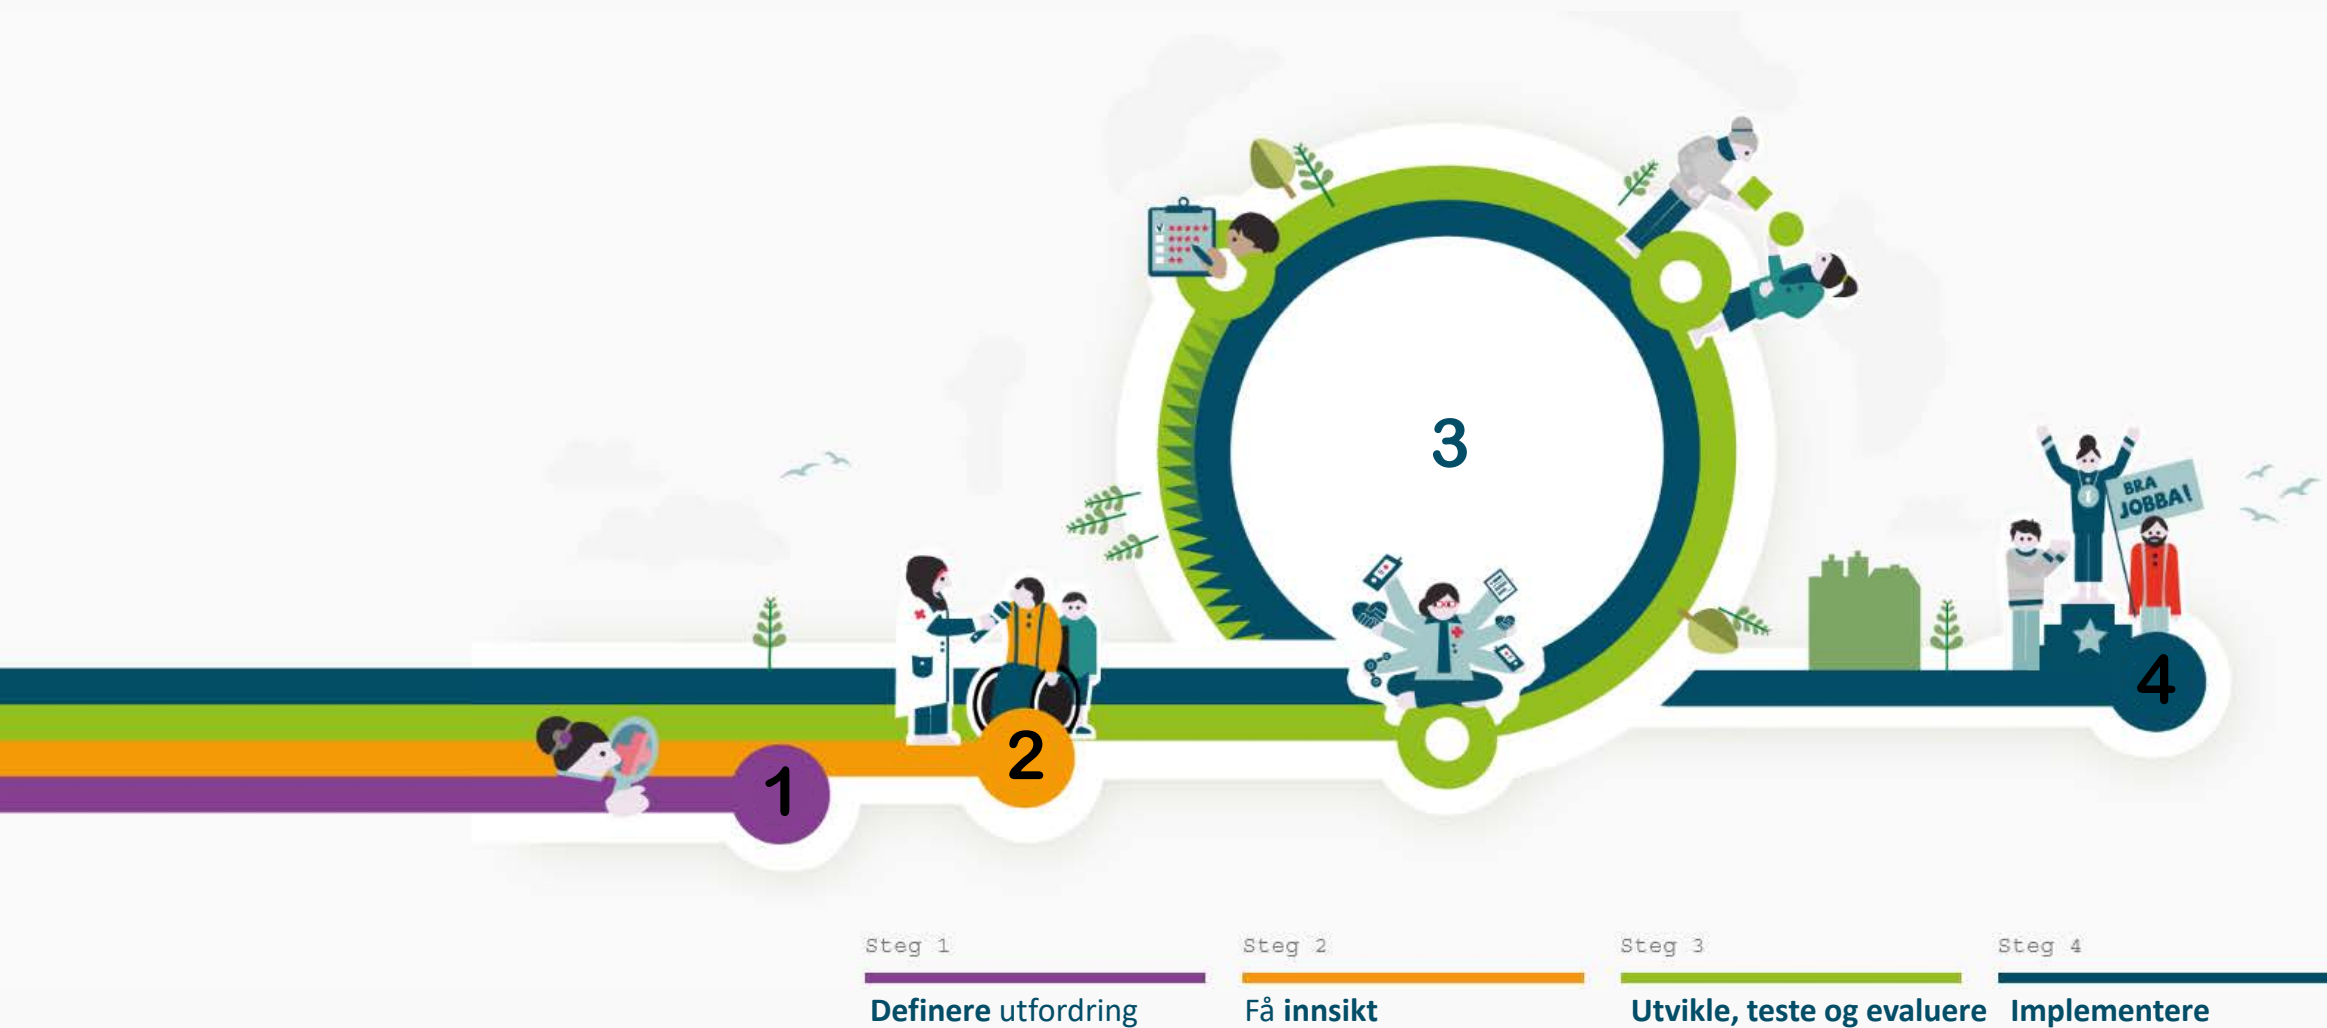 3
BRA
JOBBA!
4
2
1
Steg 1
Steg 2
Steg 3
Steg 4
Definere utfordring
Få innsikt
Utvikle, teste og evaluere
Implementere